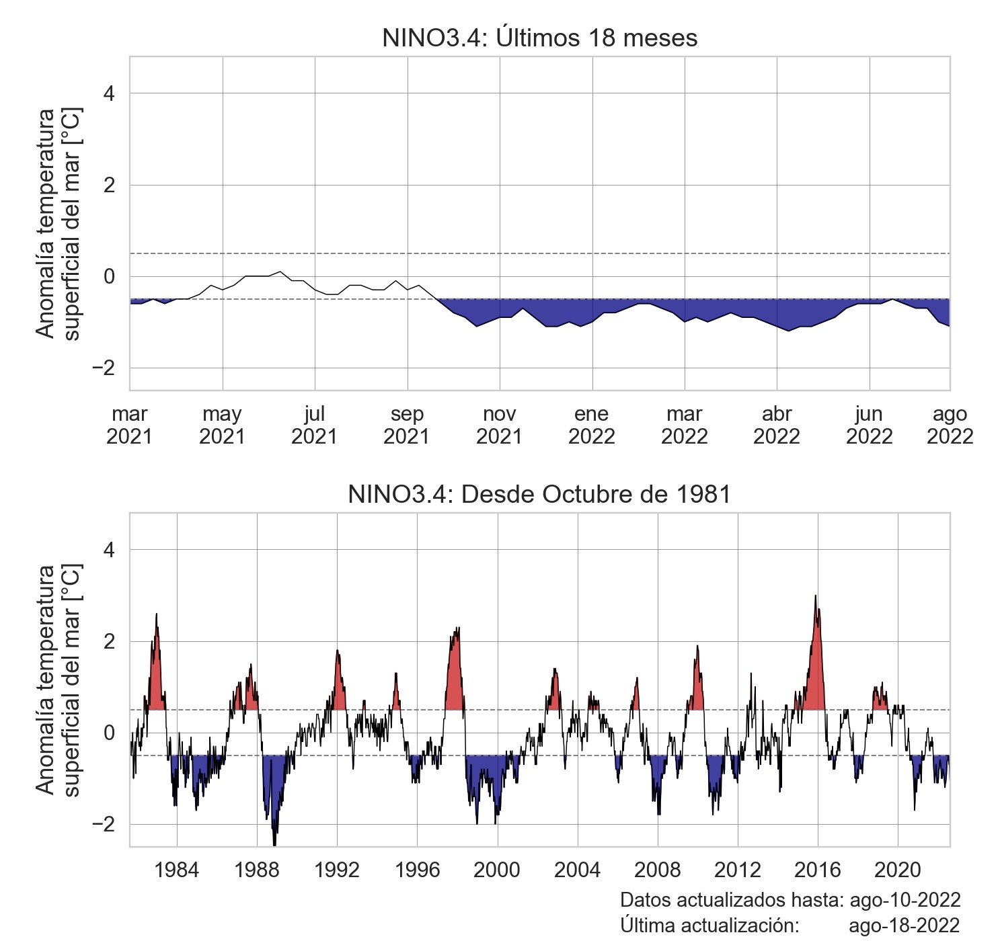 NINO3.4: Últimos 18 meses
Anomalía temperatura
superficial del mar [°C]
4
2
0
−2
mar
2021
may
2021
jul
2021
sep
2021
nov
2021
ene
2022
mar
2022
abr
2022
jun
2022
ago
2022
NINO3.4: Desde Octubre de 1981
Anomalía temperatura
superficial del mar [°C]
4
2
0
−2
1984 1988 1992 1996 2000 2004 2008 2012 2016 2020
Datos actualizados hasta: ago-10-2022
Última actualización: ago-18-2022